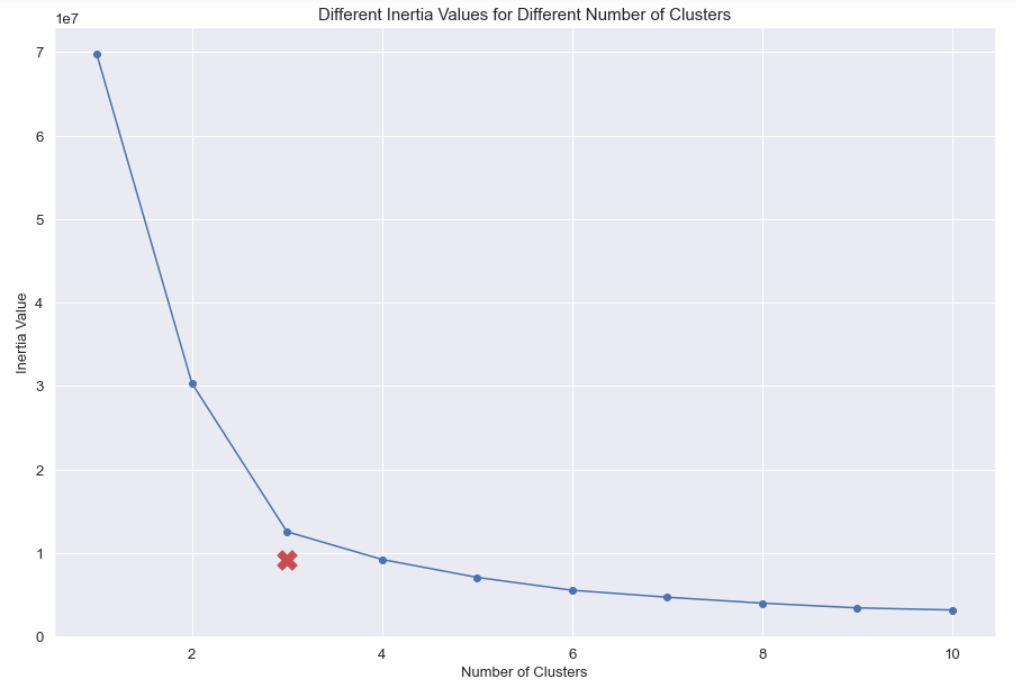 Different Inertia Values for Different Number of Clusters
1e7
7
6
5
4
3
2
1
0
Inertia Value
2 4 6 8 10
Number of Clusters